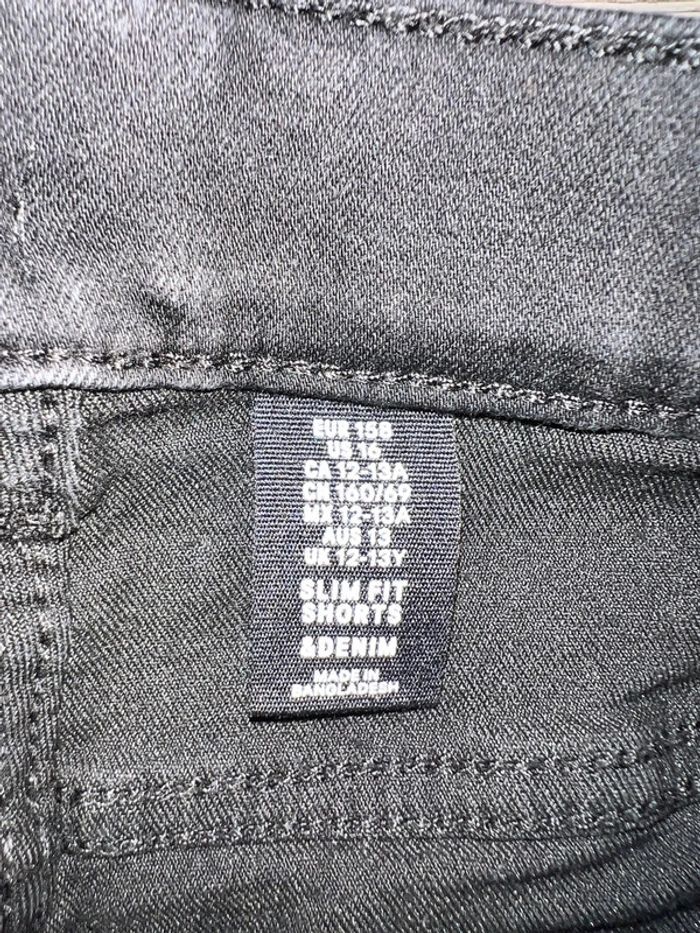 EUR 158
US 16
CA 12-13A
CN 160/69
MX 12-13A
AUS 13
UK 12-13Y
SLIM FIT
SHORTS
&DENIM
MADE IN
BANGLADESH